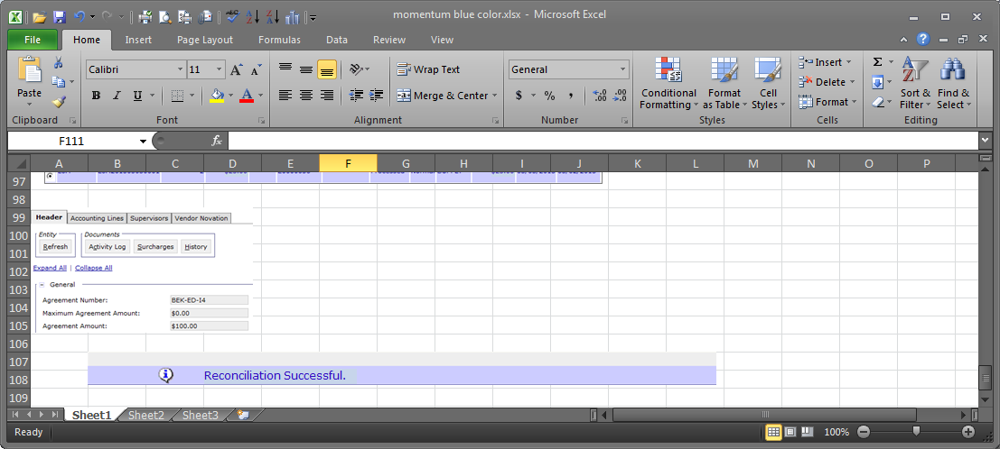 momentum blue color.xlsx - Microsoft Excel
File Home Insert Page Layout Formulas Data Review View
Calibri 11 Wrap Text General Insert
Paste Delete
B I U Merge & Center $ % , Conditional Formatting Format as Table Cell Styles Format Sort & Filter Find & Select
Clipboard Font Alignment Number Styles Cells Editing
F111 fx
A B C D E F G H I J K L M N O P
97
98
99 Header Accounting Lines Supervisors Vendor Novation
100 Entity Documents
101 Refresh Activity Log Surcharges History
102 Expand All | Collapse All
103 General
104 Agreement Number: BEK-ED-I4
Maximum Agreement Amount: $0.00
105 Agreement Amount: $100.00
106
107
108 Reconciliation Successful.
109
Sheet1 Sheet2 Sheet3
Ready 100%